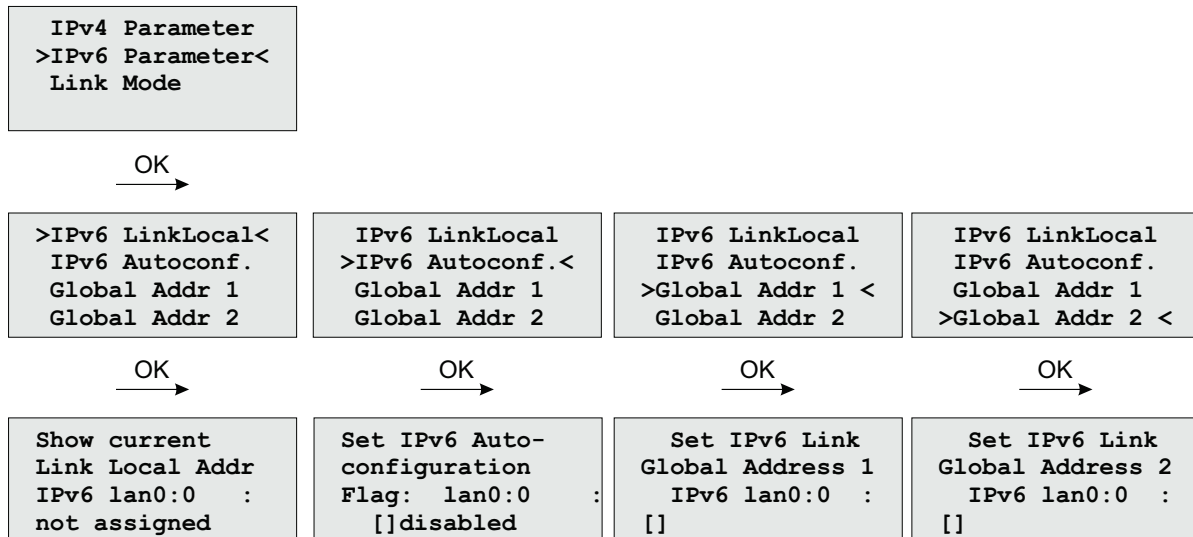 IPv4 Parameter
>IPv6 Parameter<
Link Mode
OK
>IPv6 LinkLocal<
IPv6 Autoconf.
Global Addr 1
Global Addr 2
IPv6 LinkLocal
>IPv6 Autoconf.<
Global Addr 1
Global Addr 2
IPv6 LinkLocal
IPv6 Autoconf.
>Global Addr 1 <
Global Addr 2
IPv6 LinkLocal
IPv6 Autoconf.
Global Addr 1
>Global Addr 2 <
OK
OK
OK
OK
Show current
Link Local Addr
IPv6 lan0:0 :
not assigned
Set IPv6 Auto-
configuration
Flag: lan0:0 :
[]disabled
Set IPv6 Link
Global Address 1
IPv6 lan0:0 :
[]
Set IPv6 Link
Global Address 2
IPv6 lan0:0 :
[]